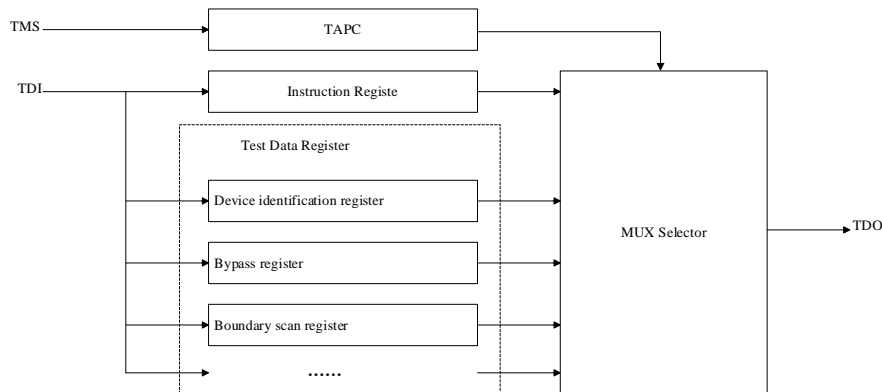 TMS
TAPC
TDI
Instruction Registe
Test Data Register
Device identification register
MUX Selector
TDO
Bypass register
Boundary scan register
......